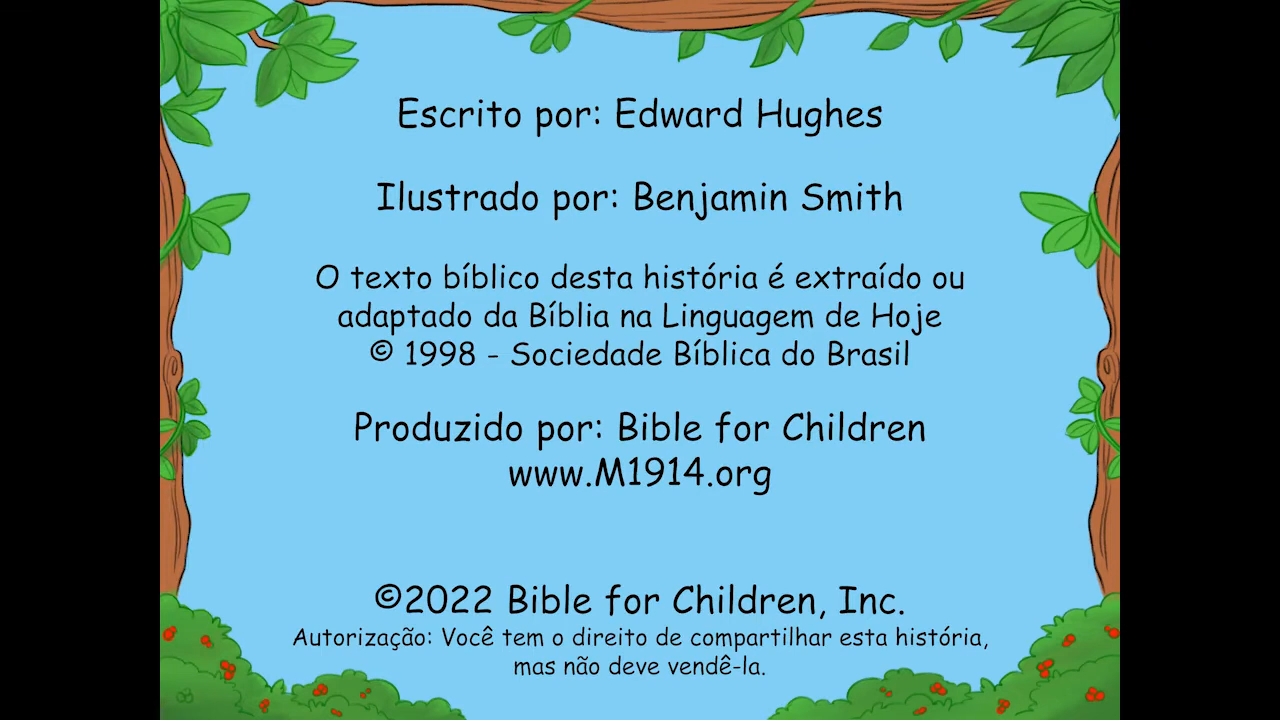 Escrito por: Edward Hughes
Ilustrado por: Benjamin Smith
O texto bíblico desta história é extraído ou
adaptado da Bíblia na Linguagem de Hoje
© 1998 - Sociedade Bíblica do Brasil
Produzido por: Bible for Children
www.M1914.org
©2022 Bible for Children, Inc.
Autorização: Você tem o direito de compartilhar esta história,
mas não deve vendê-la.